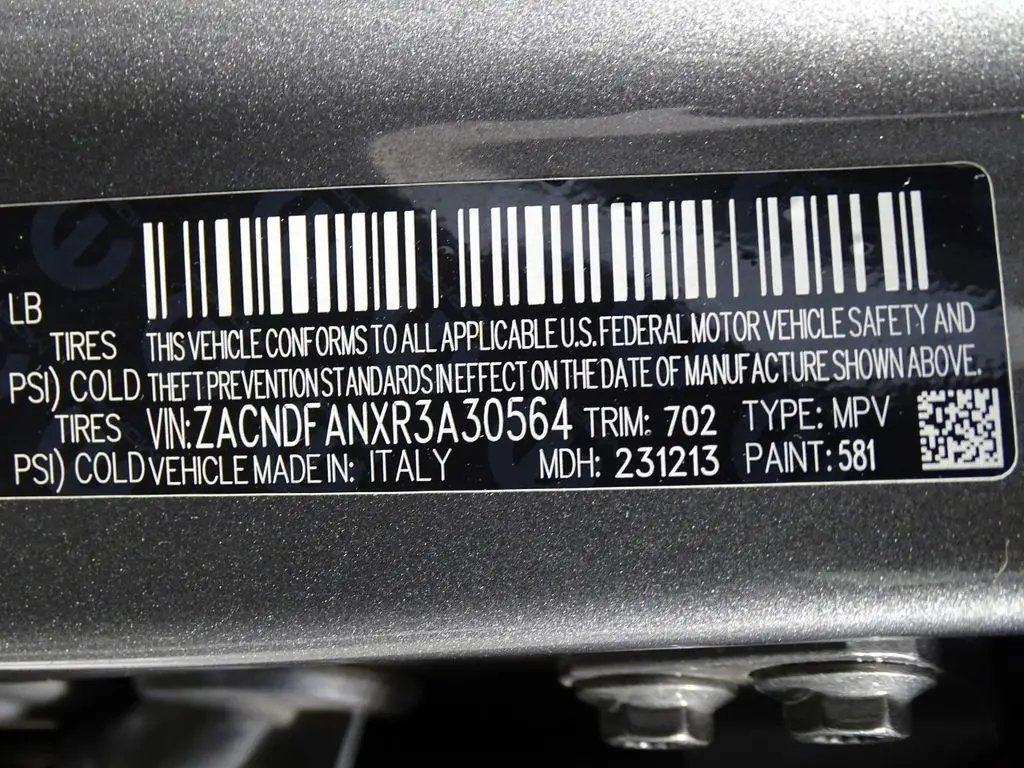 LB
TIRES THIS VEHICLE CONFORMS TO ALL APPLICABLE U.S. FEDERAL MOTOR VEHICLE SAFETY AND
PSI) COLD THEFT PREVENTION STANDARDS IN EFFECT ON THE DATE OF MANUFACTURE SHOWN ABOVE.
TIRES VIN: ZACNDFANXR3A30564 TRIM: 702 TYPE: MPV
PSI) COLD VEHICLE MADE IN: ITALY MDH: 231213 PAINT: 581